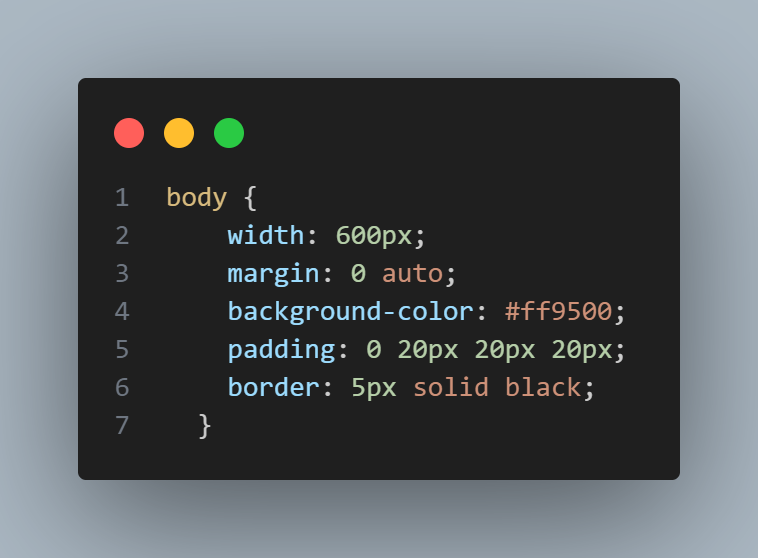 1 body {
2     width: 600px;
3     margin: 0 auto;
4     background-color: #ff9500;
5     padding: 0 20px 20px 20px;
6     border: 5px solid black;
7   }